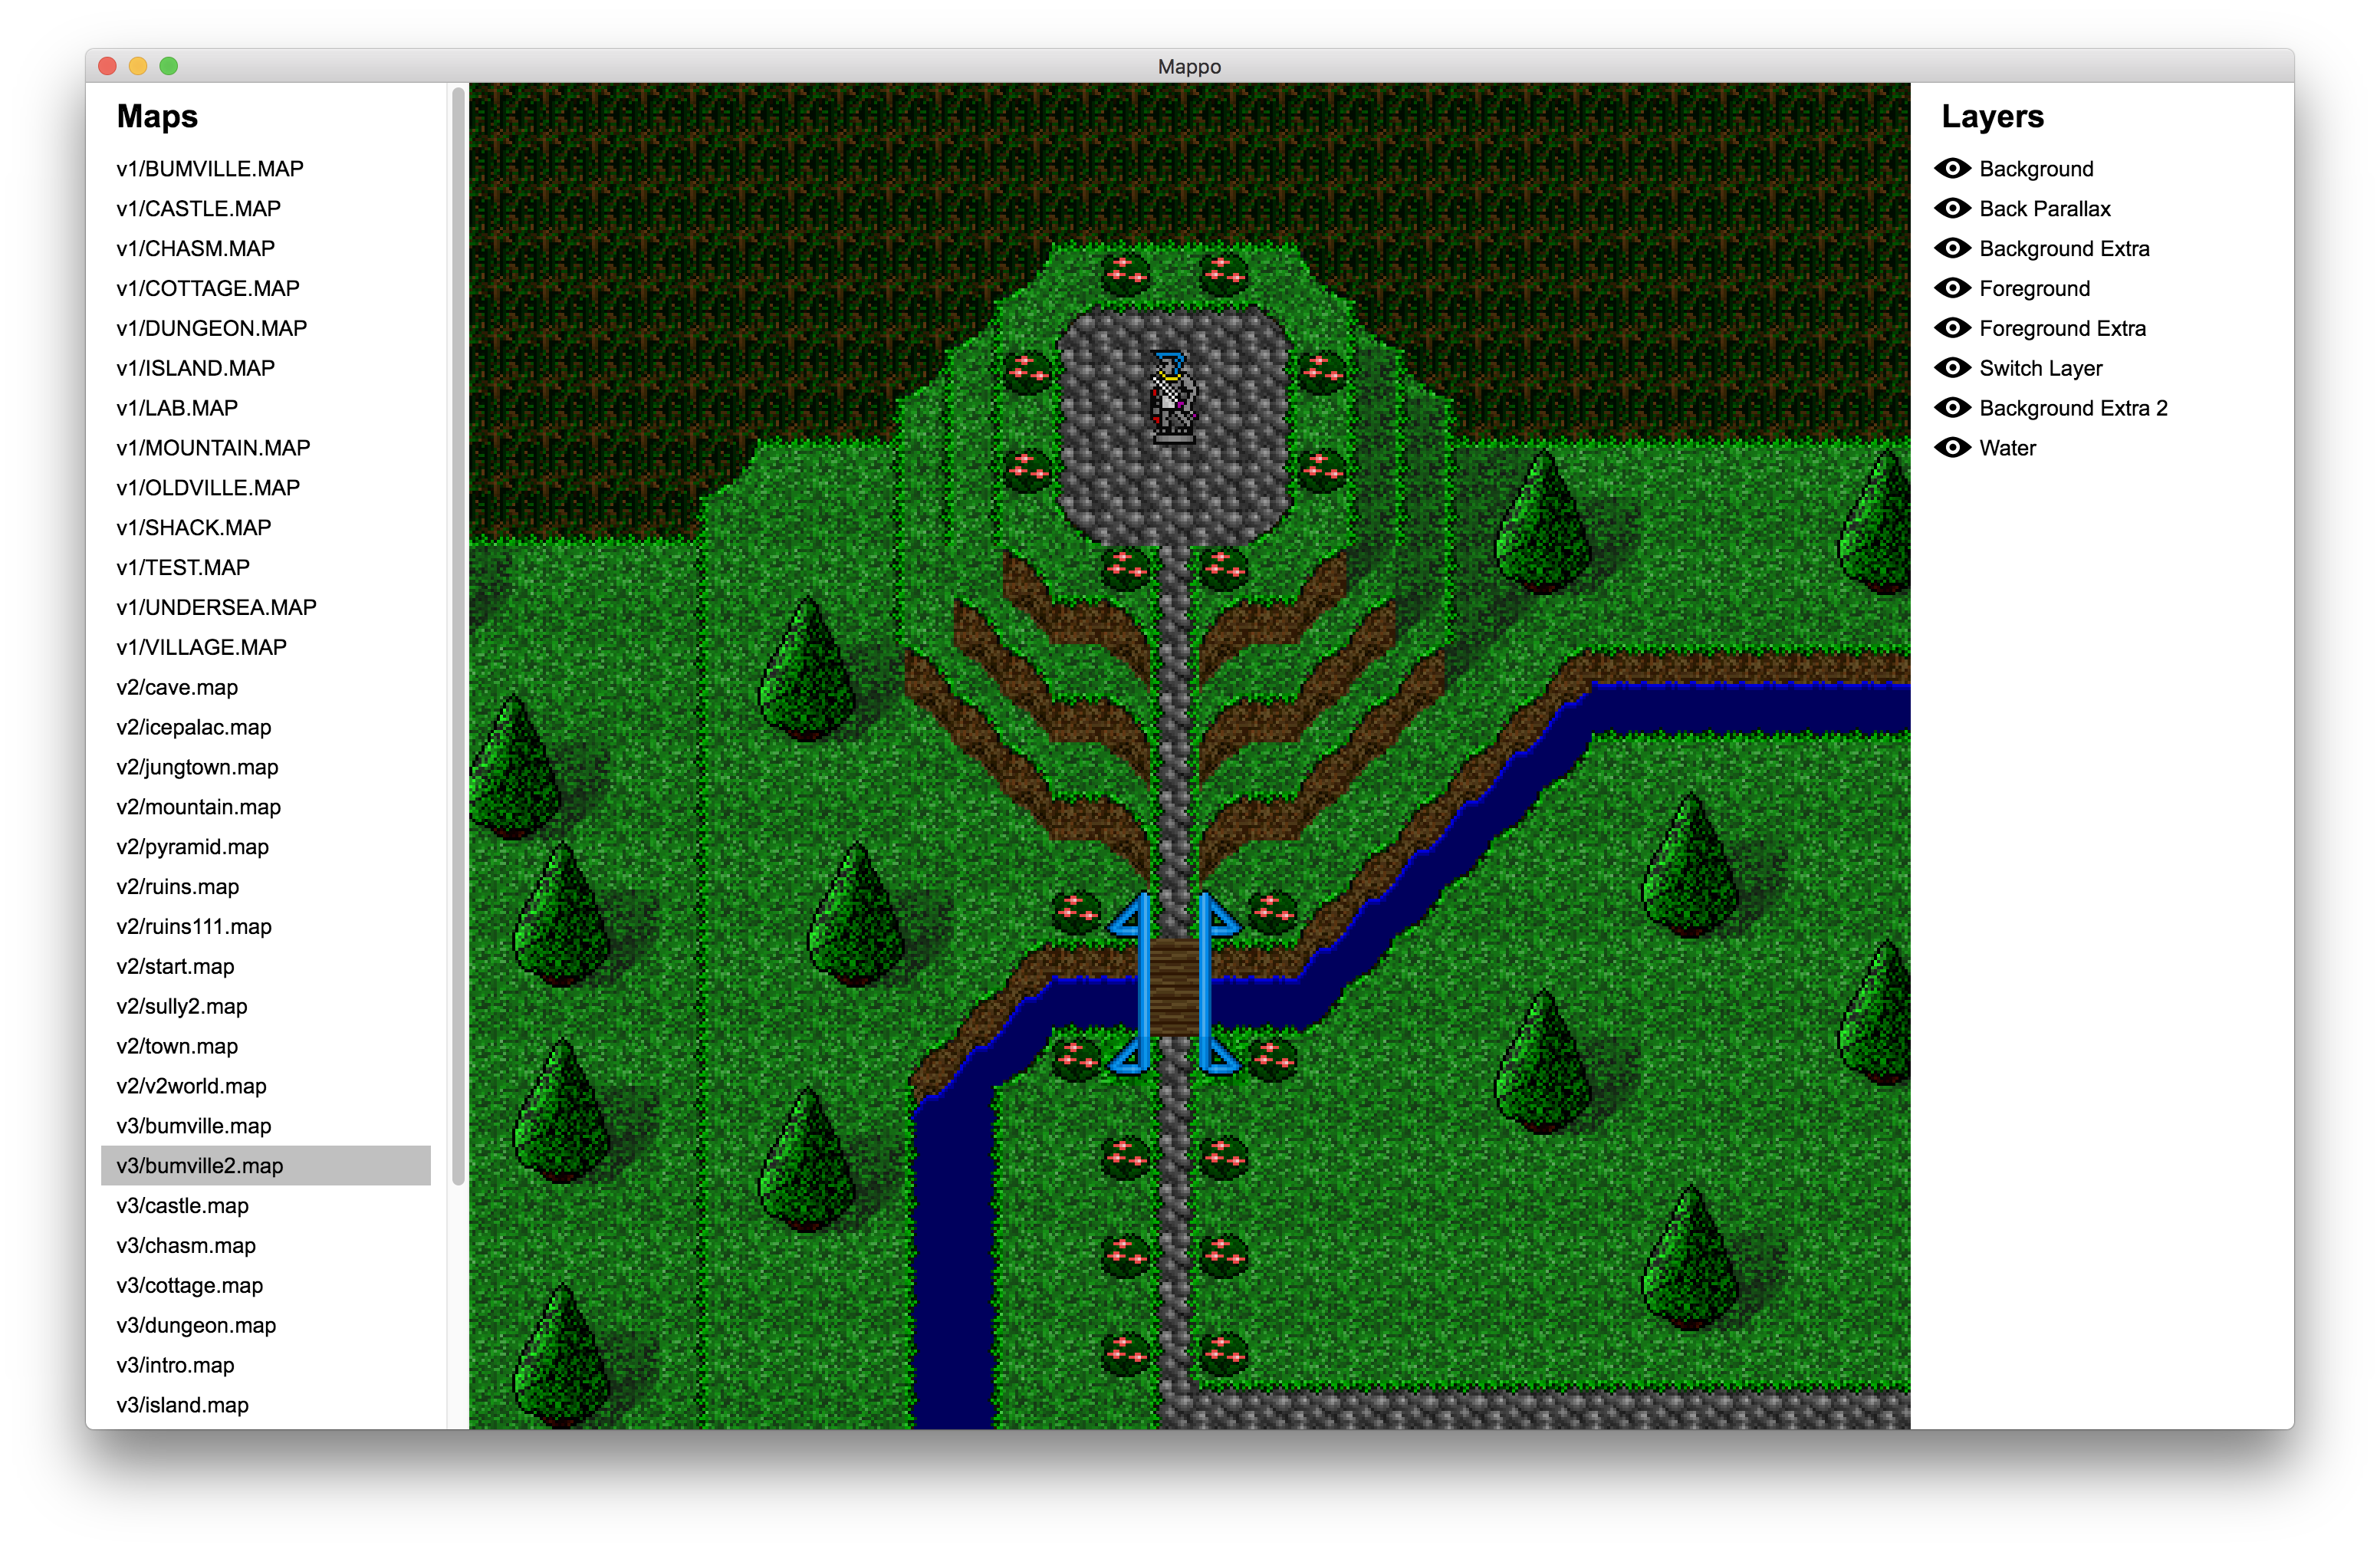 Mappo
Maps
v1/BUMVILLE.MAP
v1/CASTLE.MAP
v1/CHASM.MAP
v1/COTTAGE.MAP
v1/DUNGEON.MAP
v1/ISLAND.MAP
v1/LAB.MAP
v1/MOUNTAIN.MAP
v1/OLDVILLE.MAP
v1/SHACK.MAP
v1/TEST.MAP
v1/UNDERSEA.MAP
v1/VILLAGE.MAP
v2/cave.map
v2/icepalac.map
v2/jungtown.map
v2/mountain.map
v2/pyramid.map
v2/ruins.map
v2/ruins111.map
v2/start.map
v2/sully2.map
v2/town.map
v2/v2world.map
v3/bumville.map
v3/bumville2.map
v3/castle.map
v3/chasm.map
v3/cottage.map
v3/dungeon.map
v3/intro.map
v3/island.map
Layers
Background
Back Parallax
Background Extra
Foreground
Foreground Extra
Switch Layer
Background Extra 2
Water